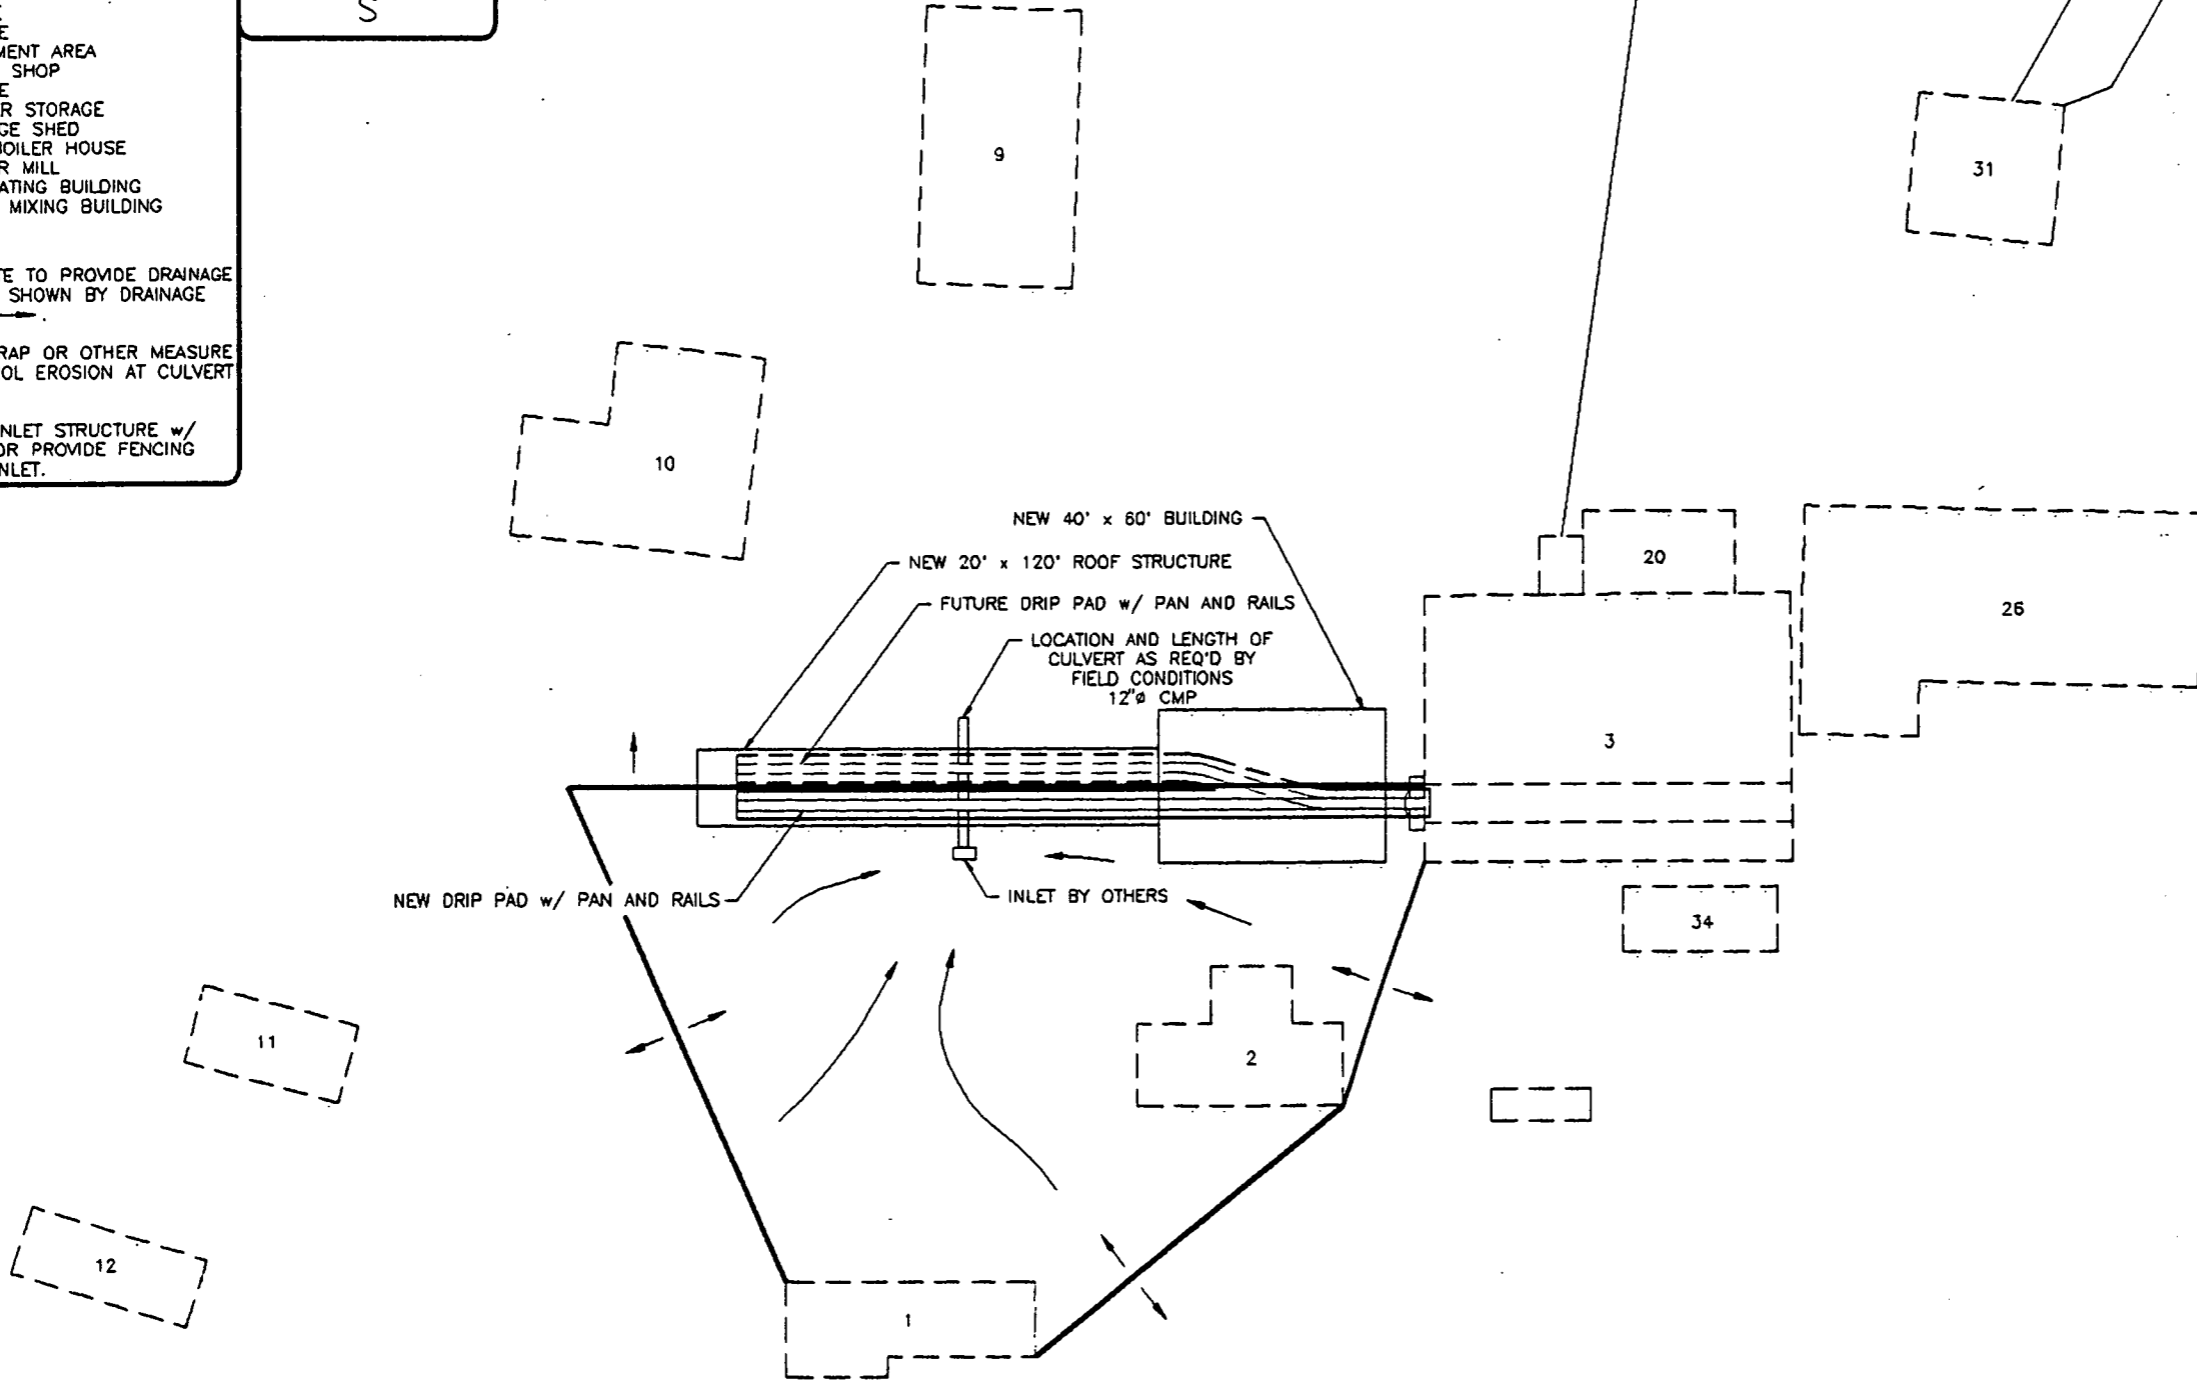 S
MENT AREA
SHOP
R STORAGE
GE SHED
BOILER HOUSE
R MILL
ATING BUILDING
MIXING BUILDING
TE TO PROVIDE DRAINAGE
SHOWN BY DRAINAGE
RAP OR OTHER MEASURE
OL EROSION AT CULVERT
INLET STRUCTURE w/
OR PROVIDE FENCING
NLET.
9
31
10
NEW 40' x 60' BUILDING
NEW 20' x 120' ROOF STRUCTURE
FUTURE DRIP PAD w/ PAN AND RAILS
LOCATION AND LENGTH OF
CULVERT AS REQ'D BY
FIELD CONDITIONS
12"ø CMP
20
26
3
NEW DRIP PAD w/ PAN AND RAILS
INLET BY OTHERS
34
11
2
12
1